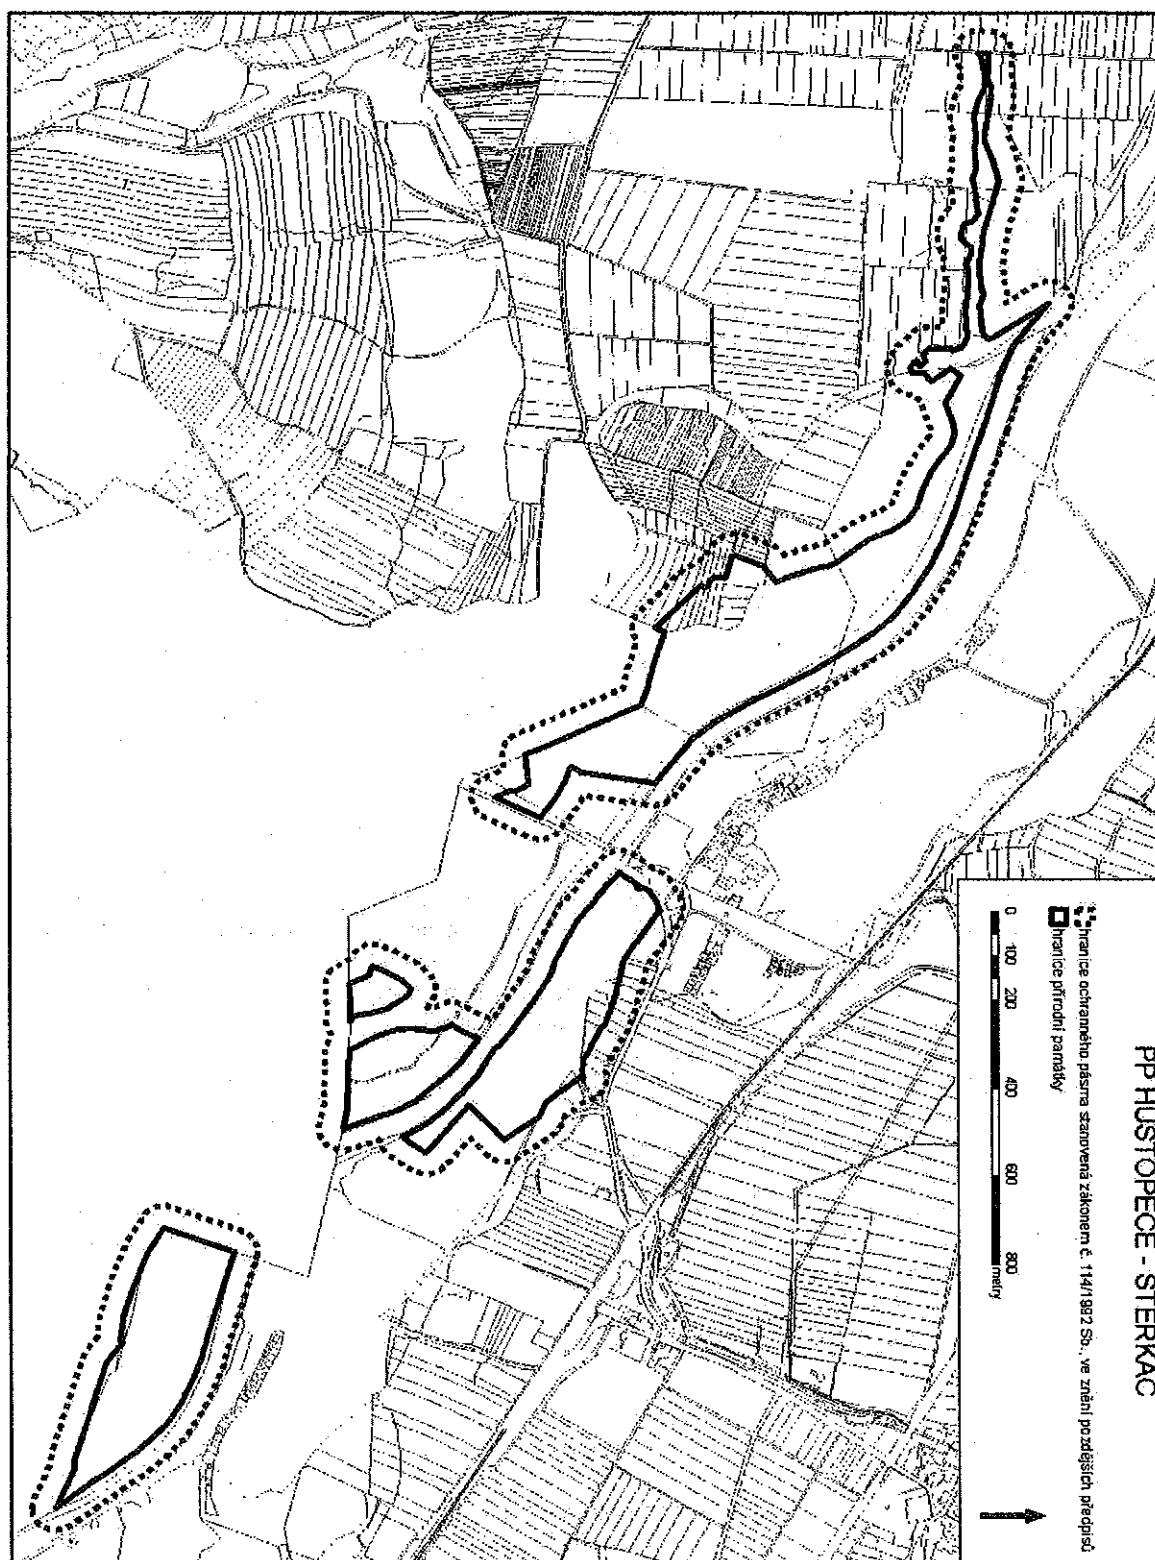 PP HUSTOPEČE - ŠTĚRKÁČ
hranice ochranného pásma stanovená zákonem č. 114/1992 Sb., ve znění pozdějších předpisů
hranice přírodní památky
0 100 200 400 600 800
metry